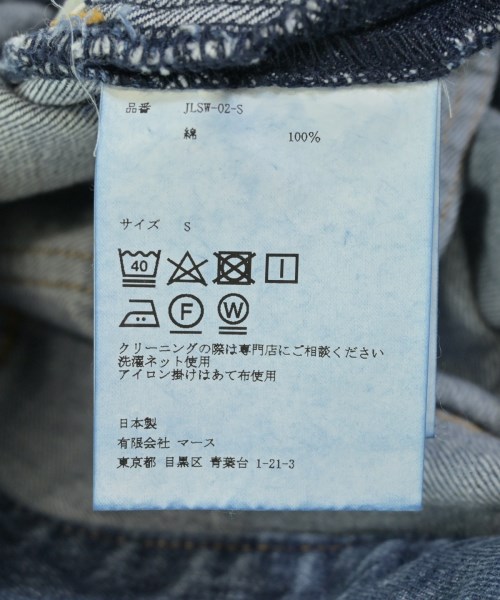 品番 JLSW-02-S
綿 100%
サイズ S
40
F W
クリーニングの際は専門店にご相談ください
洗濯ネット使用
アイロン掛けはあて布使用
日本製
有限会社 マース
東京都 目黒区 青葉台 1-21-3